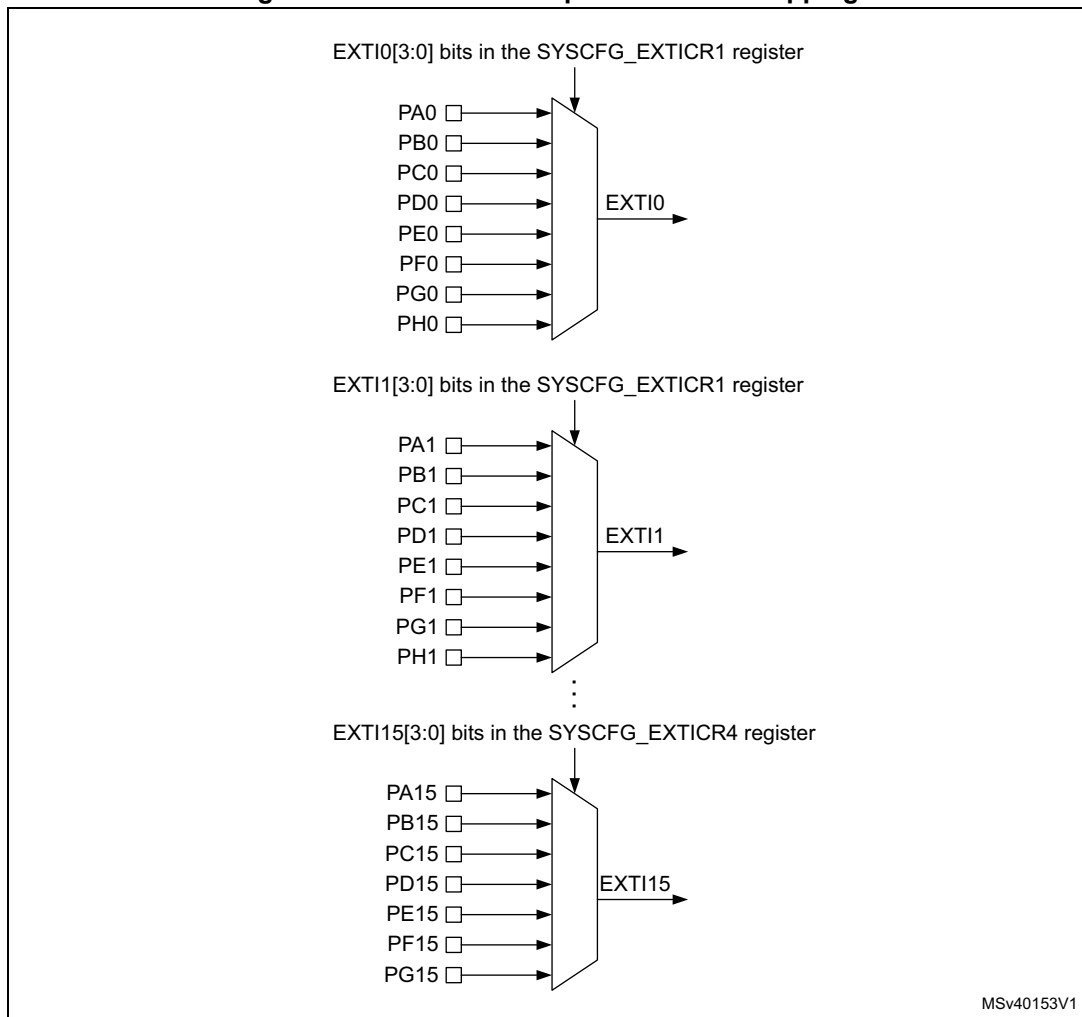 EXTI0[3:0] bits in the SYSCFG_EXTICR1 register
PA0
PB0
PC0
PD0
EXTI0
PE0
PF0
PG0
PH0
EXTI1[3:0] bits in the SYSCFG_EXTICR1 register
PA1
PB1
PC1
PD1
EXTI1
PE1
PF1
PG1
PH1
EXTI15[3:0] bits in the SYSCFG_EXTICR4 register
PA15
PB15
PC15
PD15
EXTI15
PE15
PF15
PG15
MSv40153V1